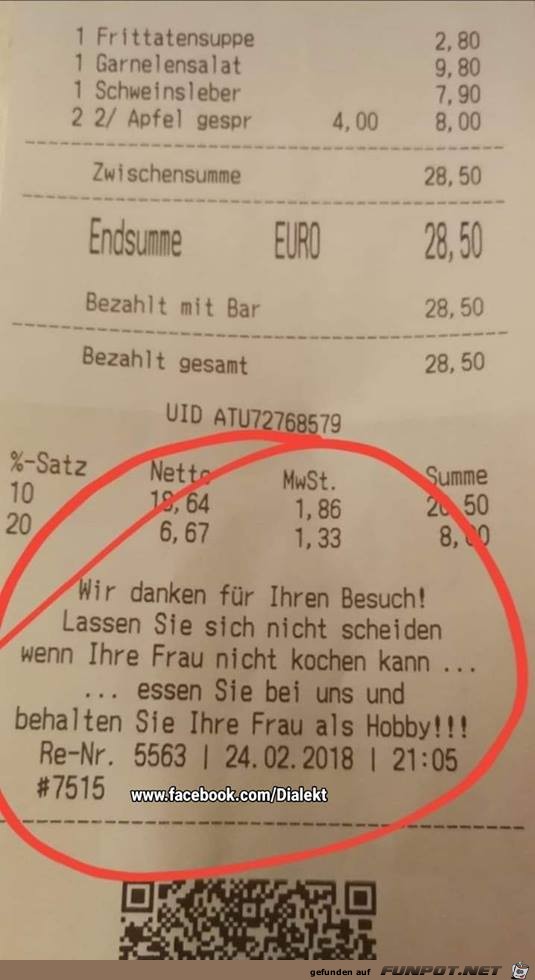 1 Frittatensuppe 2,80
1 Garnelensalat 9,80
1 Schweinsleber 7,90
2 2/ Apfel gespr 4,00 8,00
Zwischensumme 28,50
Endsumme EURO 28,50
Bezahlt mit Bar 28,50
Bezahlt gesamt 28,50
UID ATU72768579
%-Satz Netto MwSt. Summe
10 18,64 1,86 20,50
20 6,67 1,33 8,00
Wir danken für Ihren Besuch!
Lassen Sie sich nicht scheiden
wenn Ihre Frau nicht kochen kann ...
... essen Sie bei uns und
behalten Sie Ihre Frau als Hobby!!!
Re-Nr. 5563 | 24.02.2018 | 21:05
#7515 www.facebook.com/Dialekt
gefunden auf FUNPOT.NET